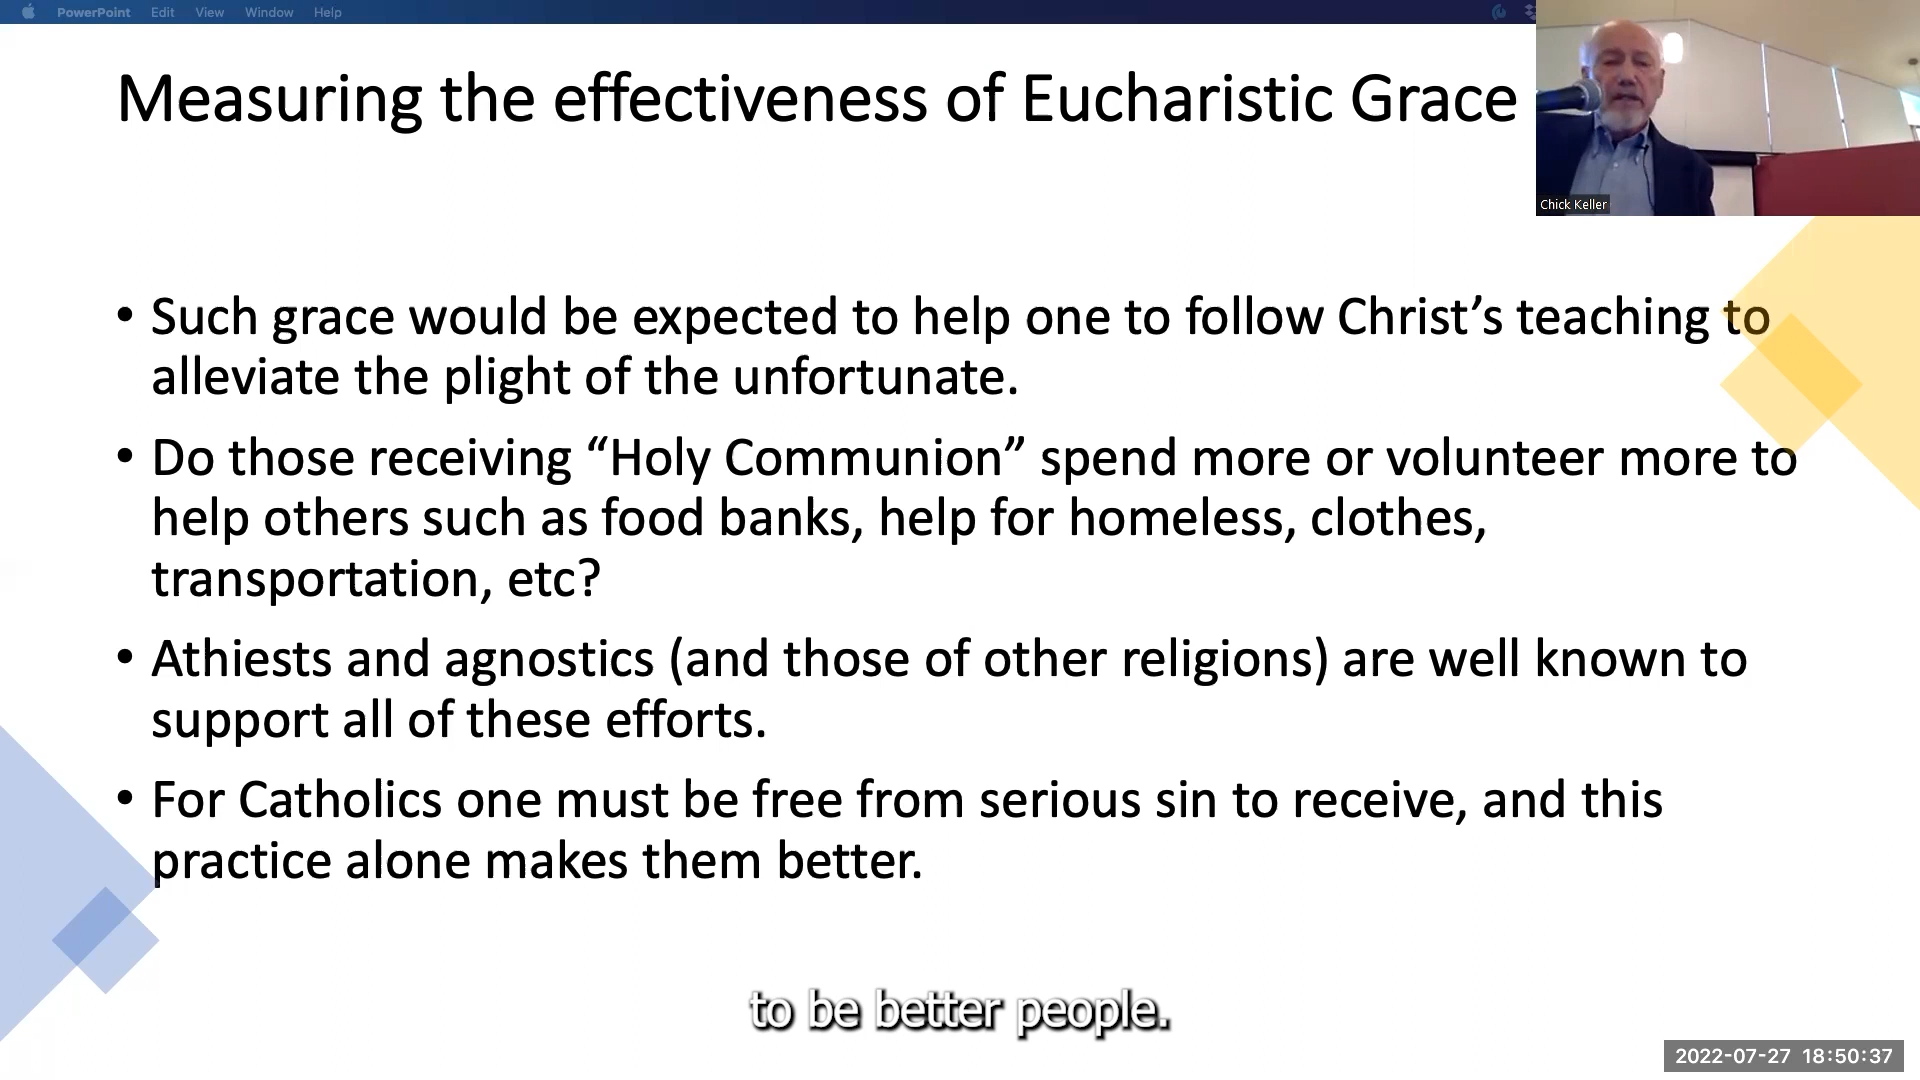 PowerPoint Edit View Window Help
Measuring the effectiveness of Eucharistic Grace
Chick Keller
• Such grace would be expected to help one to follow Christ’s teaching to
alleviate the plight of the unfortunate.
• Do those receiving “Holy Communion” spend more or volunteer more to
help others such as food banks, help for homeless, clothes,
transportation, etc?
• Athiests and agnostics (and those of other religions) are well known to
support all of these efforts.
• For Catholics one must be free from serious sin to receive, and this
practice alone makes them better.
to be better people.
2022-07-27 18:50:37